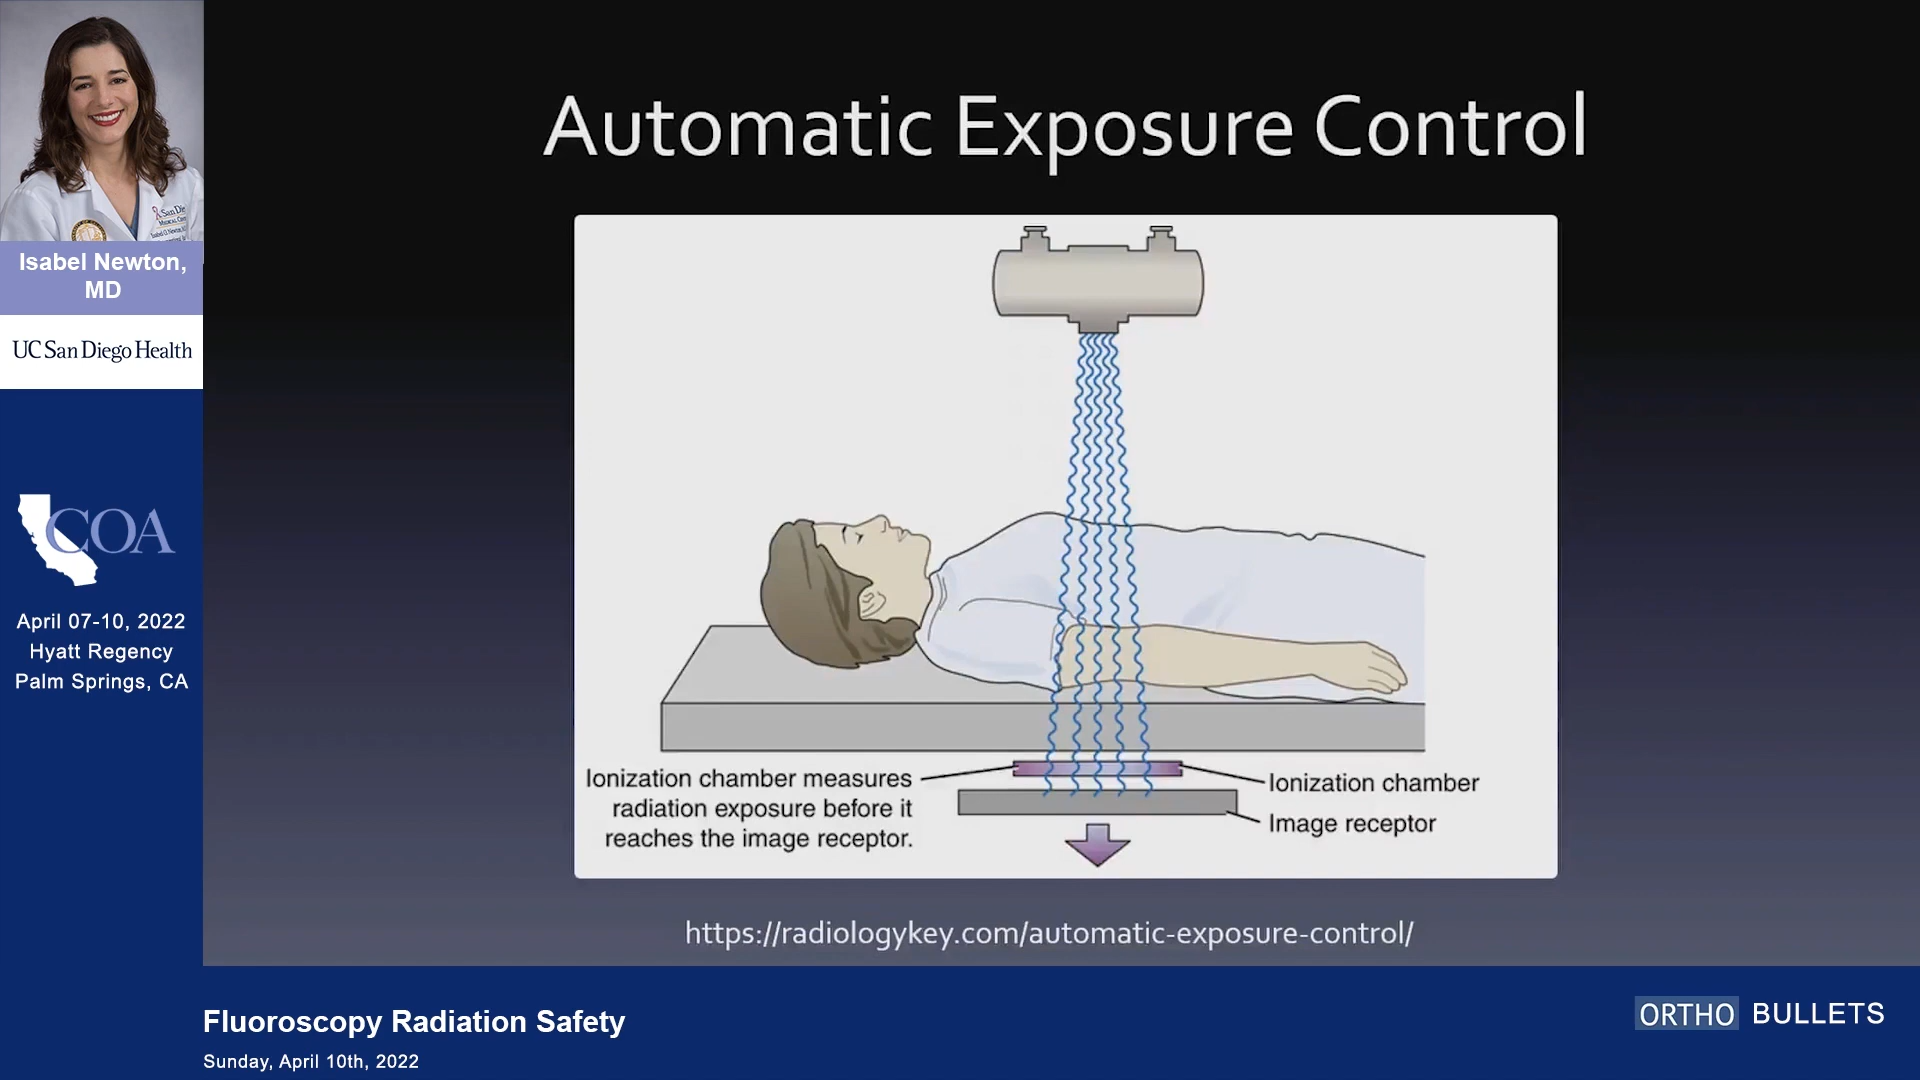 Automatic Exposure Control
Isabel Newton,
MD
UC San Diego Health
COA
April 07-10, 2022
Hyatt Regency
Palm Springs, CA
Ionization chamber measures
radiation exposure before it
reaches the image receptor.
Ionization chamber
Image receptor
https://radiologykey.com/automatic-exposure-control/
Fluoroscopy Radiation Safety
Sunday, April 10th, 2022
ORTHO BULLETS